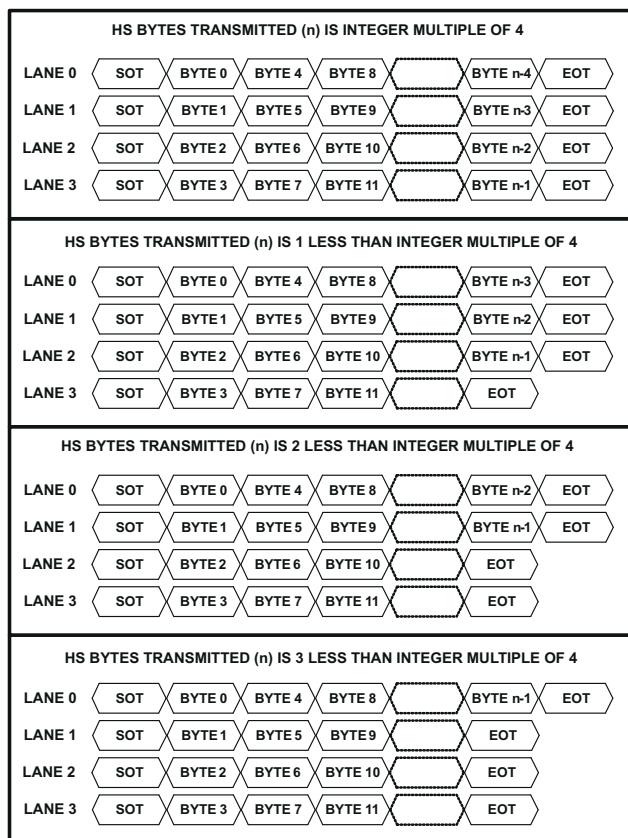 HS BYTES TRANSMITTED (n) IS INTEGER MULTIPLE OF 4
LANE 0 SOT BYTE 0 BYTE 4 BYTE 8 BYTE n-4 EOT
LANE 1 SOT BYTE 1 BYTE 5 BYTE 9 BYTE n-3 EOT
LANE 2 SOT BYTE 2 BYTE 6 BYTE 10 BYTE n-2 EOT
LANE 3 SOT BYTE 3 BYTE 7 BYTE 11 BYTE n-1 EOT
HS BYTES TRANSMITTED (n) IS 1 LESS THAN INTEGER MULTIPLE OF 4
LANE 0 SOT BYTE 0 BYTE 4 BYTE 8 BYTE n-3 EOT
LANE 1 SOT BYTE 1 BYTE 5 BYTE 9 BYTE n-2 EOT
LANE 2 SOT BYTE 2 BYTE 6 BYTE 10 BYTE n-1 EOT
LANE 3 SOT BYTE 3 BYTE 7 BYTE 11 EOT
HS BYTES TRANSMITTED (n) IS 2 LESS THAN INTEGER MULTIPLE OF 4
LANE 0 SOT BYTE 0 BYTE 4 BYTE 8 BYTE n-2 EOT
LANE 1 SOT BYTE 1 BYTE 5 BYTE 9 BYTE n-1 EOT
LANE 2 SOT BYTE 2 BYTE 6 BYTE 10 EOT
LANE 3 SOT BYTE 3 BYTE 7 BYTE 11 EOT
HS BYTES TRANSMITTED (n) IS 3 LESS THAN INTEGER MULTIPLE OF 4
LANE 0 SOT BYTE 0 BYTE 4 BYTE 8 BYTE n-1 EOT
LANE 1 SOT BYTE 1 BYTE 5 BYTE 9 EOT
LANE 2 SOT BYTE 2 BYTE 6 BYTE 10 EOT
LANE 3 SOT BYTE 3 BYTE 7 BYTE 11 EOT